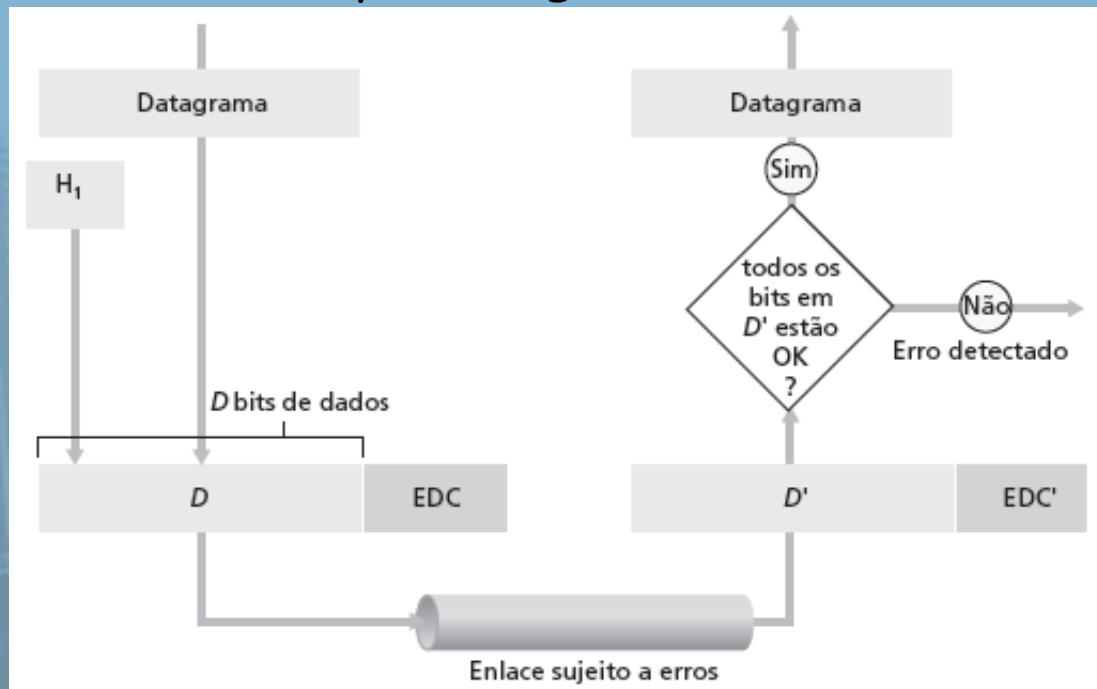 Datagrama
H1
D bits de dados
D
EDC
Enlace sujeito a erros
Datagrama
Sim
todos os
bits em
D' estão
OK
?
Não
Erro detectado
D'
EDC'